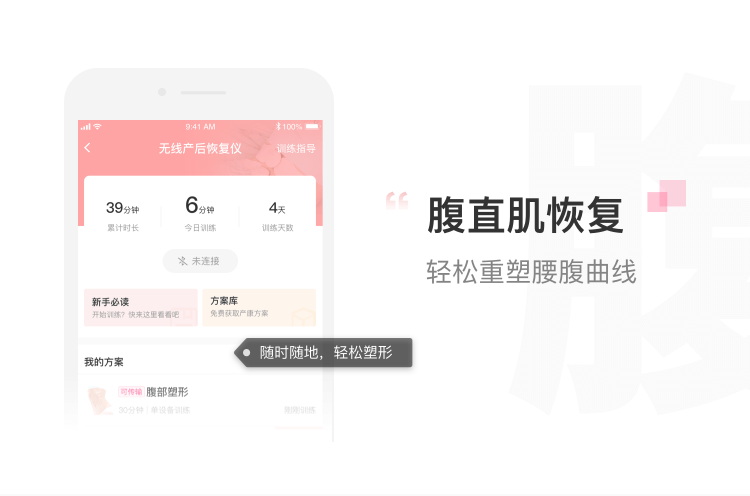 9:41 AM
100%
无线产后恢复仪
训练指导
39分钟
6分钟
4天
累计时长
今日训练
训练天数
未连接
新手必读
开始训练?快来这里看看吧
方案库
免费获取产康方案
我的方案
随时随地，轻松塑形
可传输
腹部塑形
30分钟
单设备训练
跟随训练
腹直肌恢复
轻松重塑腰腹曲线
腹